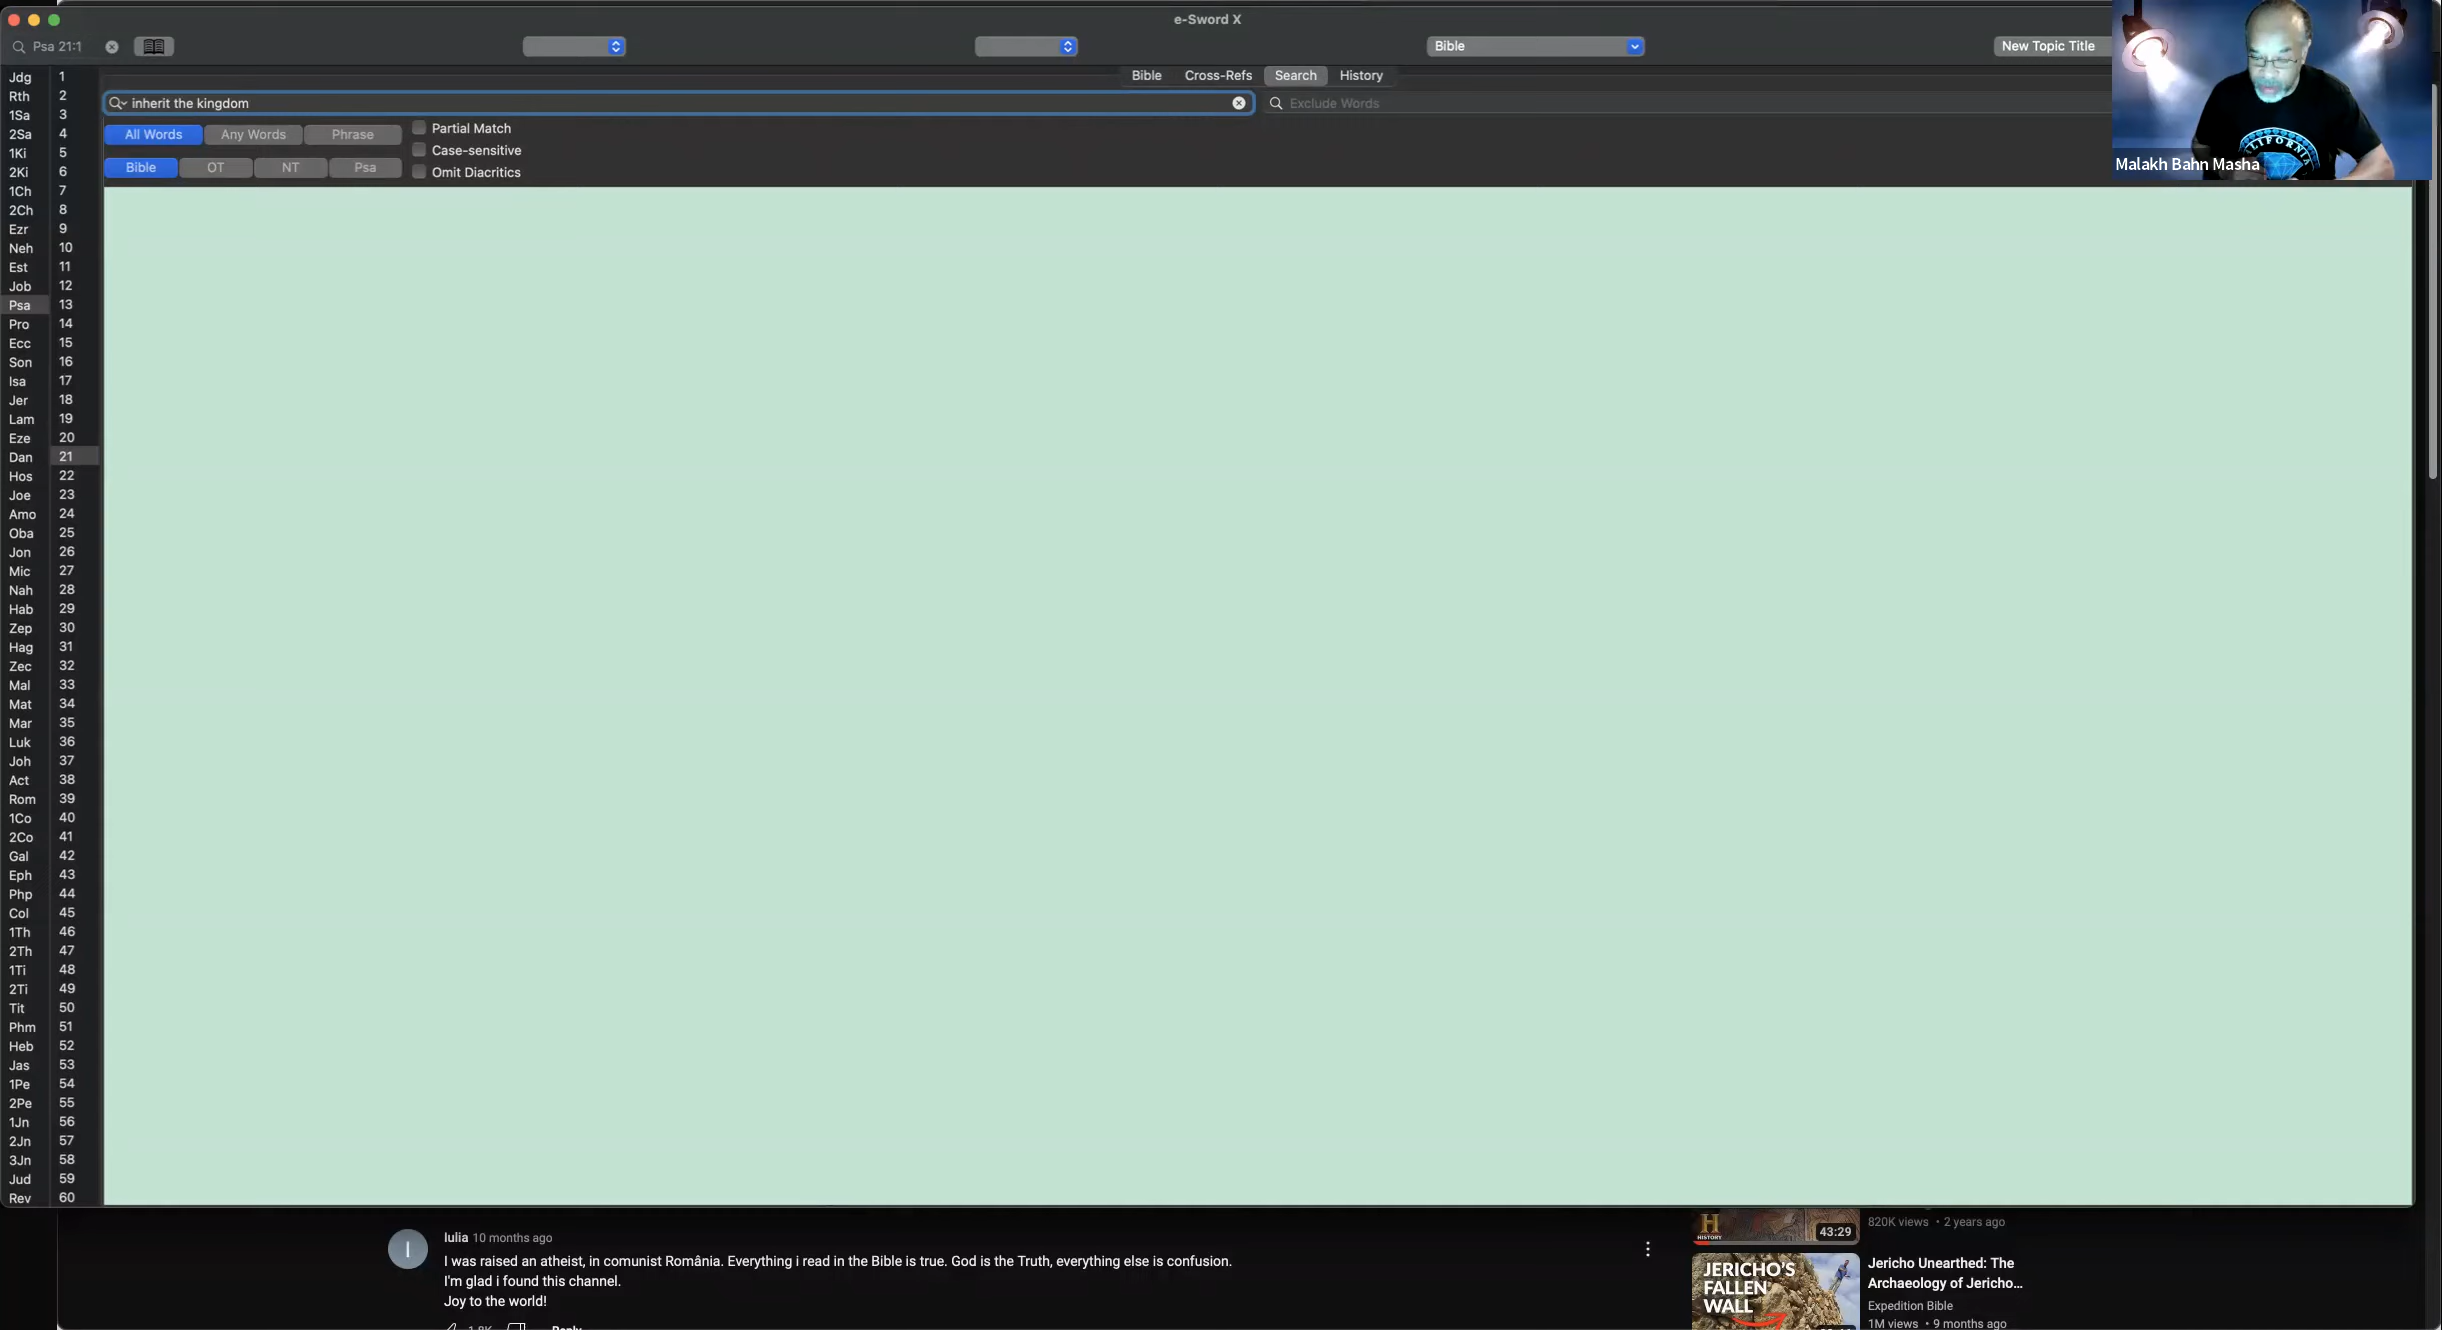 e-Sword X
Psa 21:1
Bible
New Topic Title
Bible Cross-Refs Search History
inherit the kingdom
Exclude Words
All Words Any Words Phrase
Partial Match
Case-sensitive
Bible OT NT Psa
Omit Diacritics
CALIFORNIA
Malakh Bahn Masha
Jdg 1
Rth 2
1Sa 3
2Sa 4
1Ki 5
2Ki 6
1Ch 7
2Ch 8
Ezr 9
Neh 10
Est 11
Job 12
Psa 13
Pro 14
Ecc 15
Son 16
Isa 17
Jer 18
Lam 19
Eze 20
Dan 21
Hos 22
Joe 23
Amo 24
Oba 25
Jon 26
Mic 27
Nah 28
Hab 29
Zep 30
Hag 31
Zec 32
Mal 33
Mat 34
Mar 35
Luk 36
Joh 37
Act 38
Rom 39
1Co 40
2Co 41
Gal 42
Eph 43
Php 44
Col 45
1Th 46
2Th 47
1Ti 48
2Ti 49
Tit 50
Phm 51
Heb 52
Jas 53
1Pe 54
2Pe 55
1Jn 56
2Jn 57
3Jn 58
Jud 59
Rev 60
I
Iulia 10 months ago
I was raised an atheist, in comunist România. Everything i read in the Bible is true. God is the Truth, everything else is confusion.
I'm glad i found this channel.
Joy to the world!
1.8K Reply
H
HISTORY
43:29
820K views • 2 years ago
JERICHO'S
FALLEN
WALL
Jericho Unearthed: The
Archaeology of Jericho...
Expedition Bible
1M views • 9 months ago